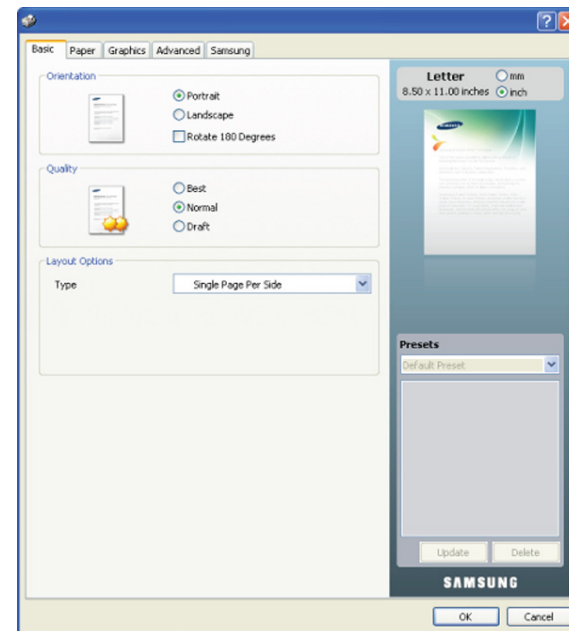 Basic Paper Graphics Advanced Samsung
Orientation
Portrait
Landscape
Rotate 180 Degrees
Quality
Best
Normal
Draft
Layout Options
Type Single Page Per Side
Letter mm
8.50 x 11.00 inches inch
SAMSUNG
Presets
Default Preset
Update Delete
SAMSUNG
OK Cancel